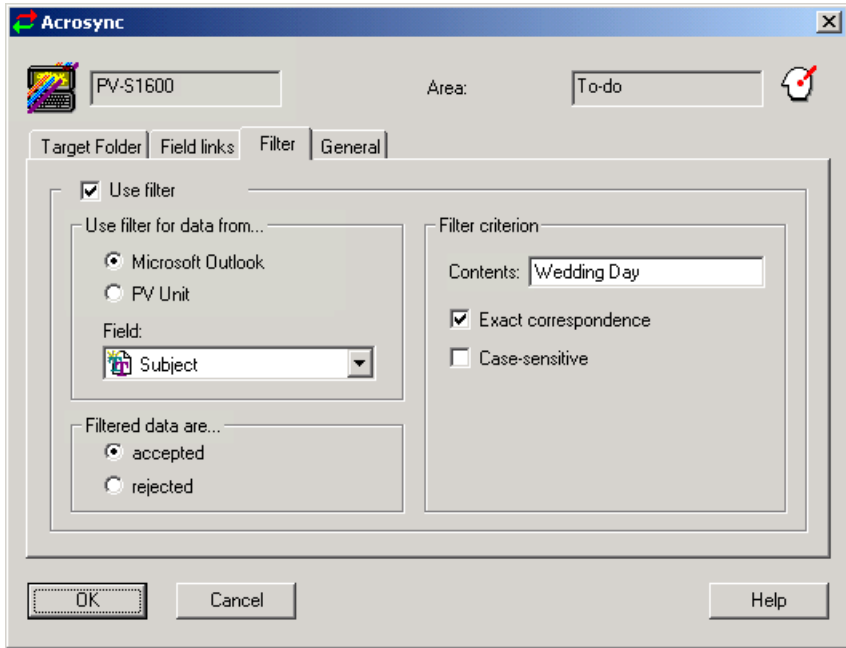 Acrosync
PV-S1600
Area:
To-do
Target Folder
Field links
Filter
General
Use filter
Use filter for data from...
Microsoft Outlook
PV Unit
Field:
Subject
Filtered data are...
accepted
rejected
Filter criterion
Contents: Wedding Day
Exact correspondence
Case-sensitive
OK
Cancel
Help